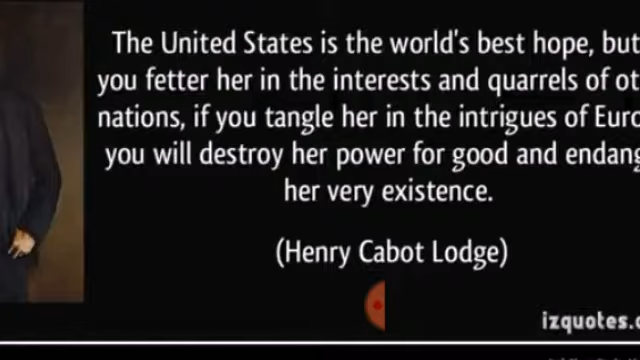 The United States is the world's best hope, but
you fetter her in the interests and quarrels of ot
nations, if you tangle her in the intrigues of Euro
you will destroy her power for good and endang
her very existence.
(Henry Cabot Lodge)
izquotes.c